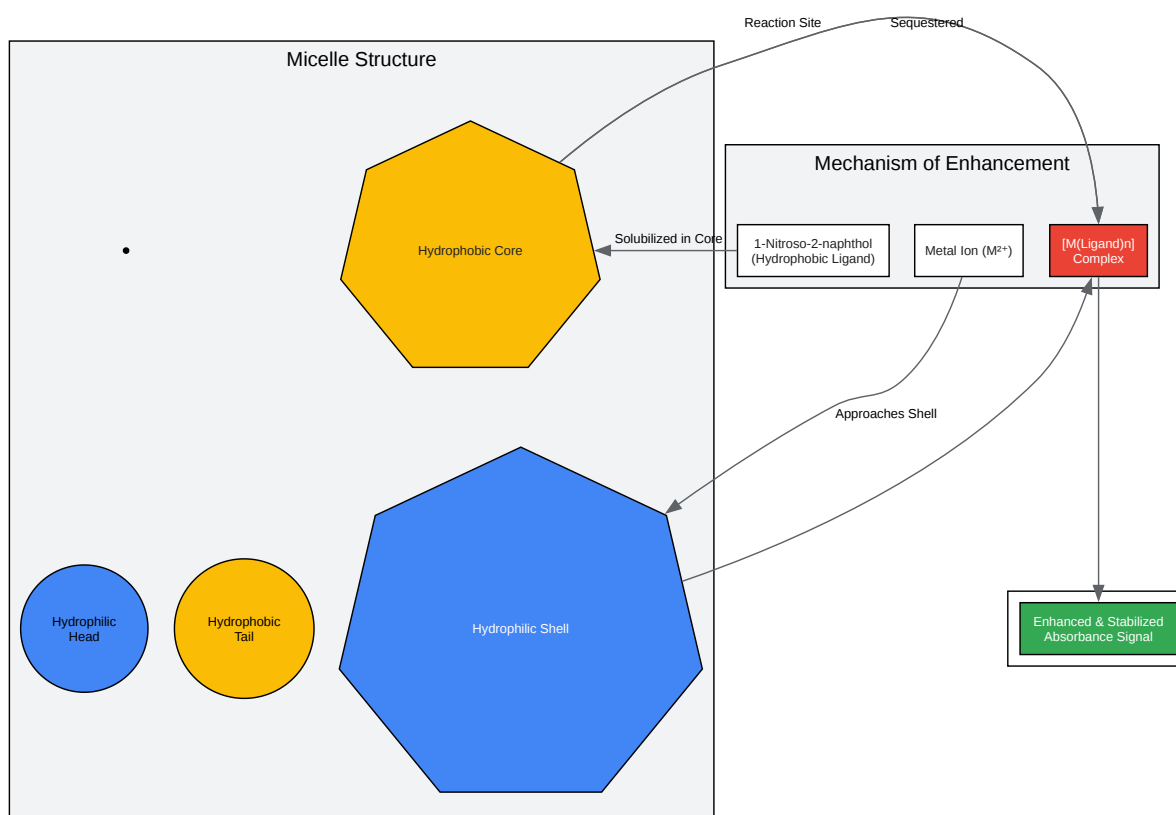 Reaction Site
Sequestered
Micelle Structure
Mechanism of Enhancement
Solubilized in Core
1-Nitroso-2-naphthol
(Hydrophobic Ligand)
Metal Ion (M²⁺)
[M(Ligand)n]
Complex
Hydrophobic Core
Approaches Shell
Hydrophilic
Head
Hydrophobic
Tail
Hydrophilic Shell
Enhanced & Stabilized
Absorbance Signal